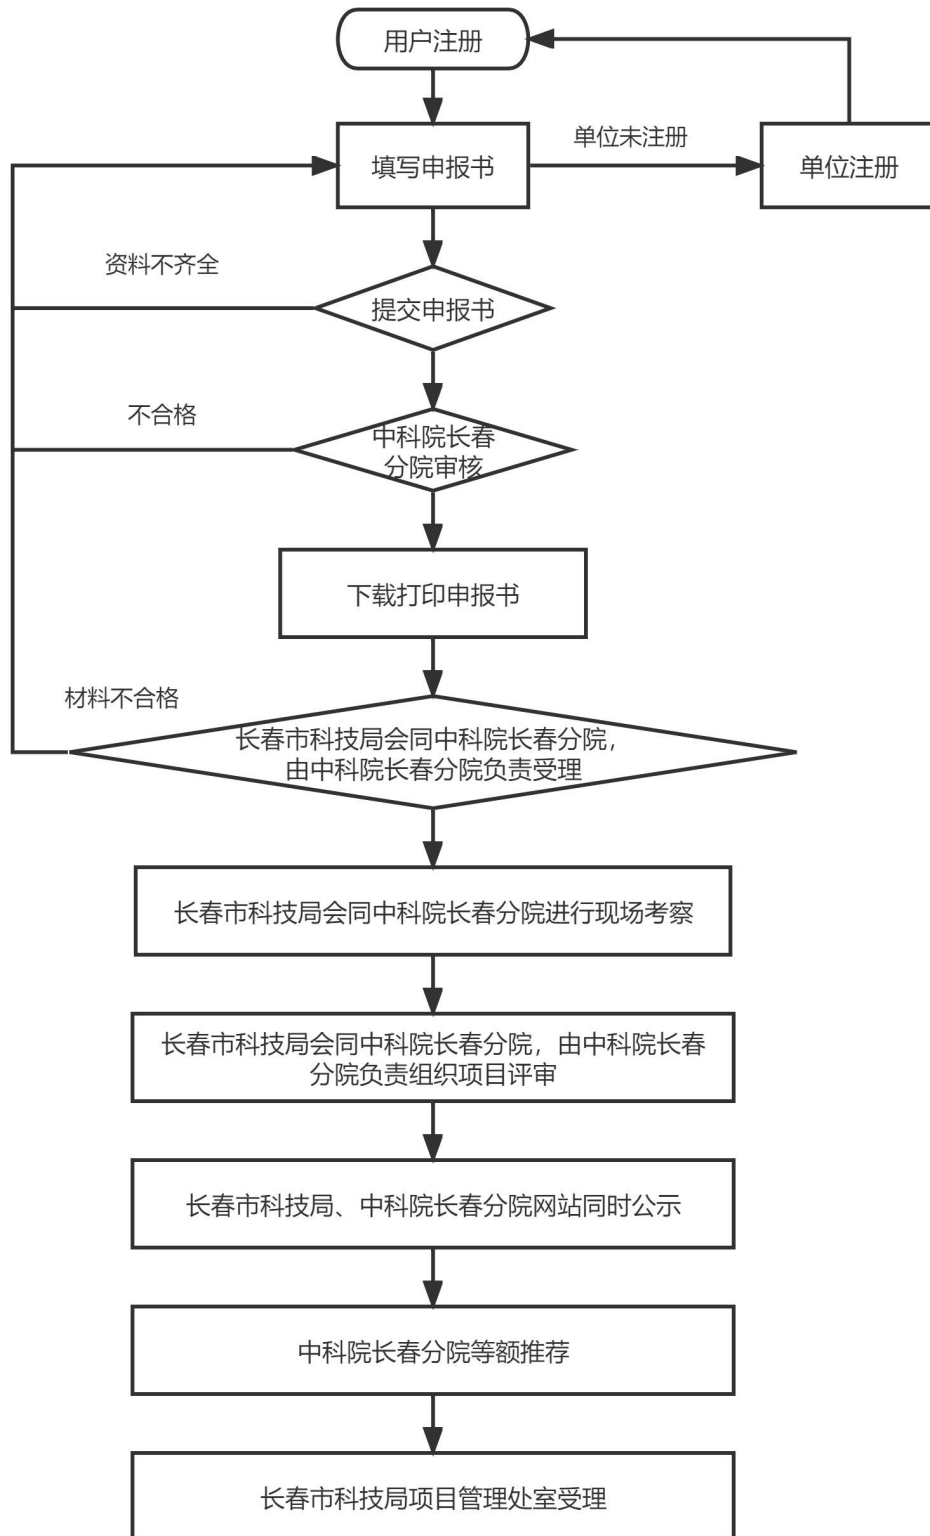 用户注册
填写申报书
单位未注册
单位注册
资料不齐全
提交申报书
不合格
中科院长春
分院审核
下载打印申报书
材料不合格
长春市科技局会同中科院长春分院，
由中科院长春分院负责受理
长春市科技局会同中科院长春分院进行现场考察
长春市科技局会同中科院长春分院，由中科院长春
分院负责组织项目评审
长春市科技局、中科院长春分院网站同时公示
中科院长春分院等额推荐
长春市科技局项目管理处室受理